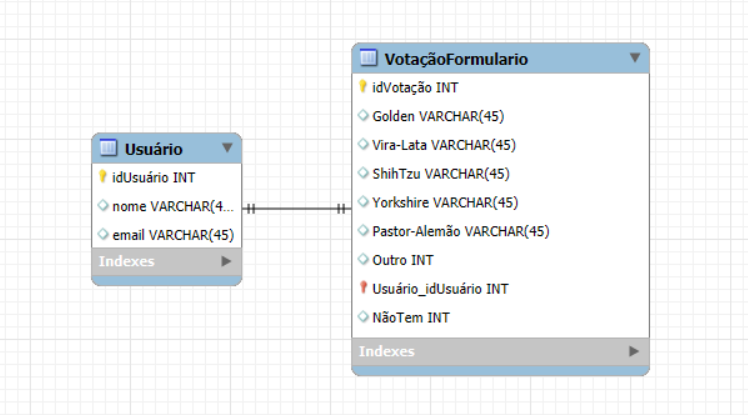 Usuário
idUsuário INT
nome VARCHAR(4...
email VARCHAR(45)
Indexes
VotaçãoFormulario
idVotação INT
Golden VARCHAR(45)
Vira-Lata VARCHAR(45)
ShihTzu VARCHAR(45)
Yorkshire VARCHAR(45)
Pastor-Alemão VARCHAR(45)
Outro INT
Usuário_idUsuário INT
NãoTem INT
Indexes